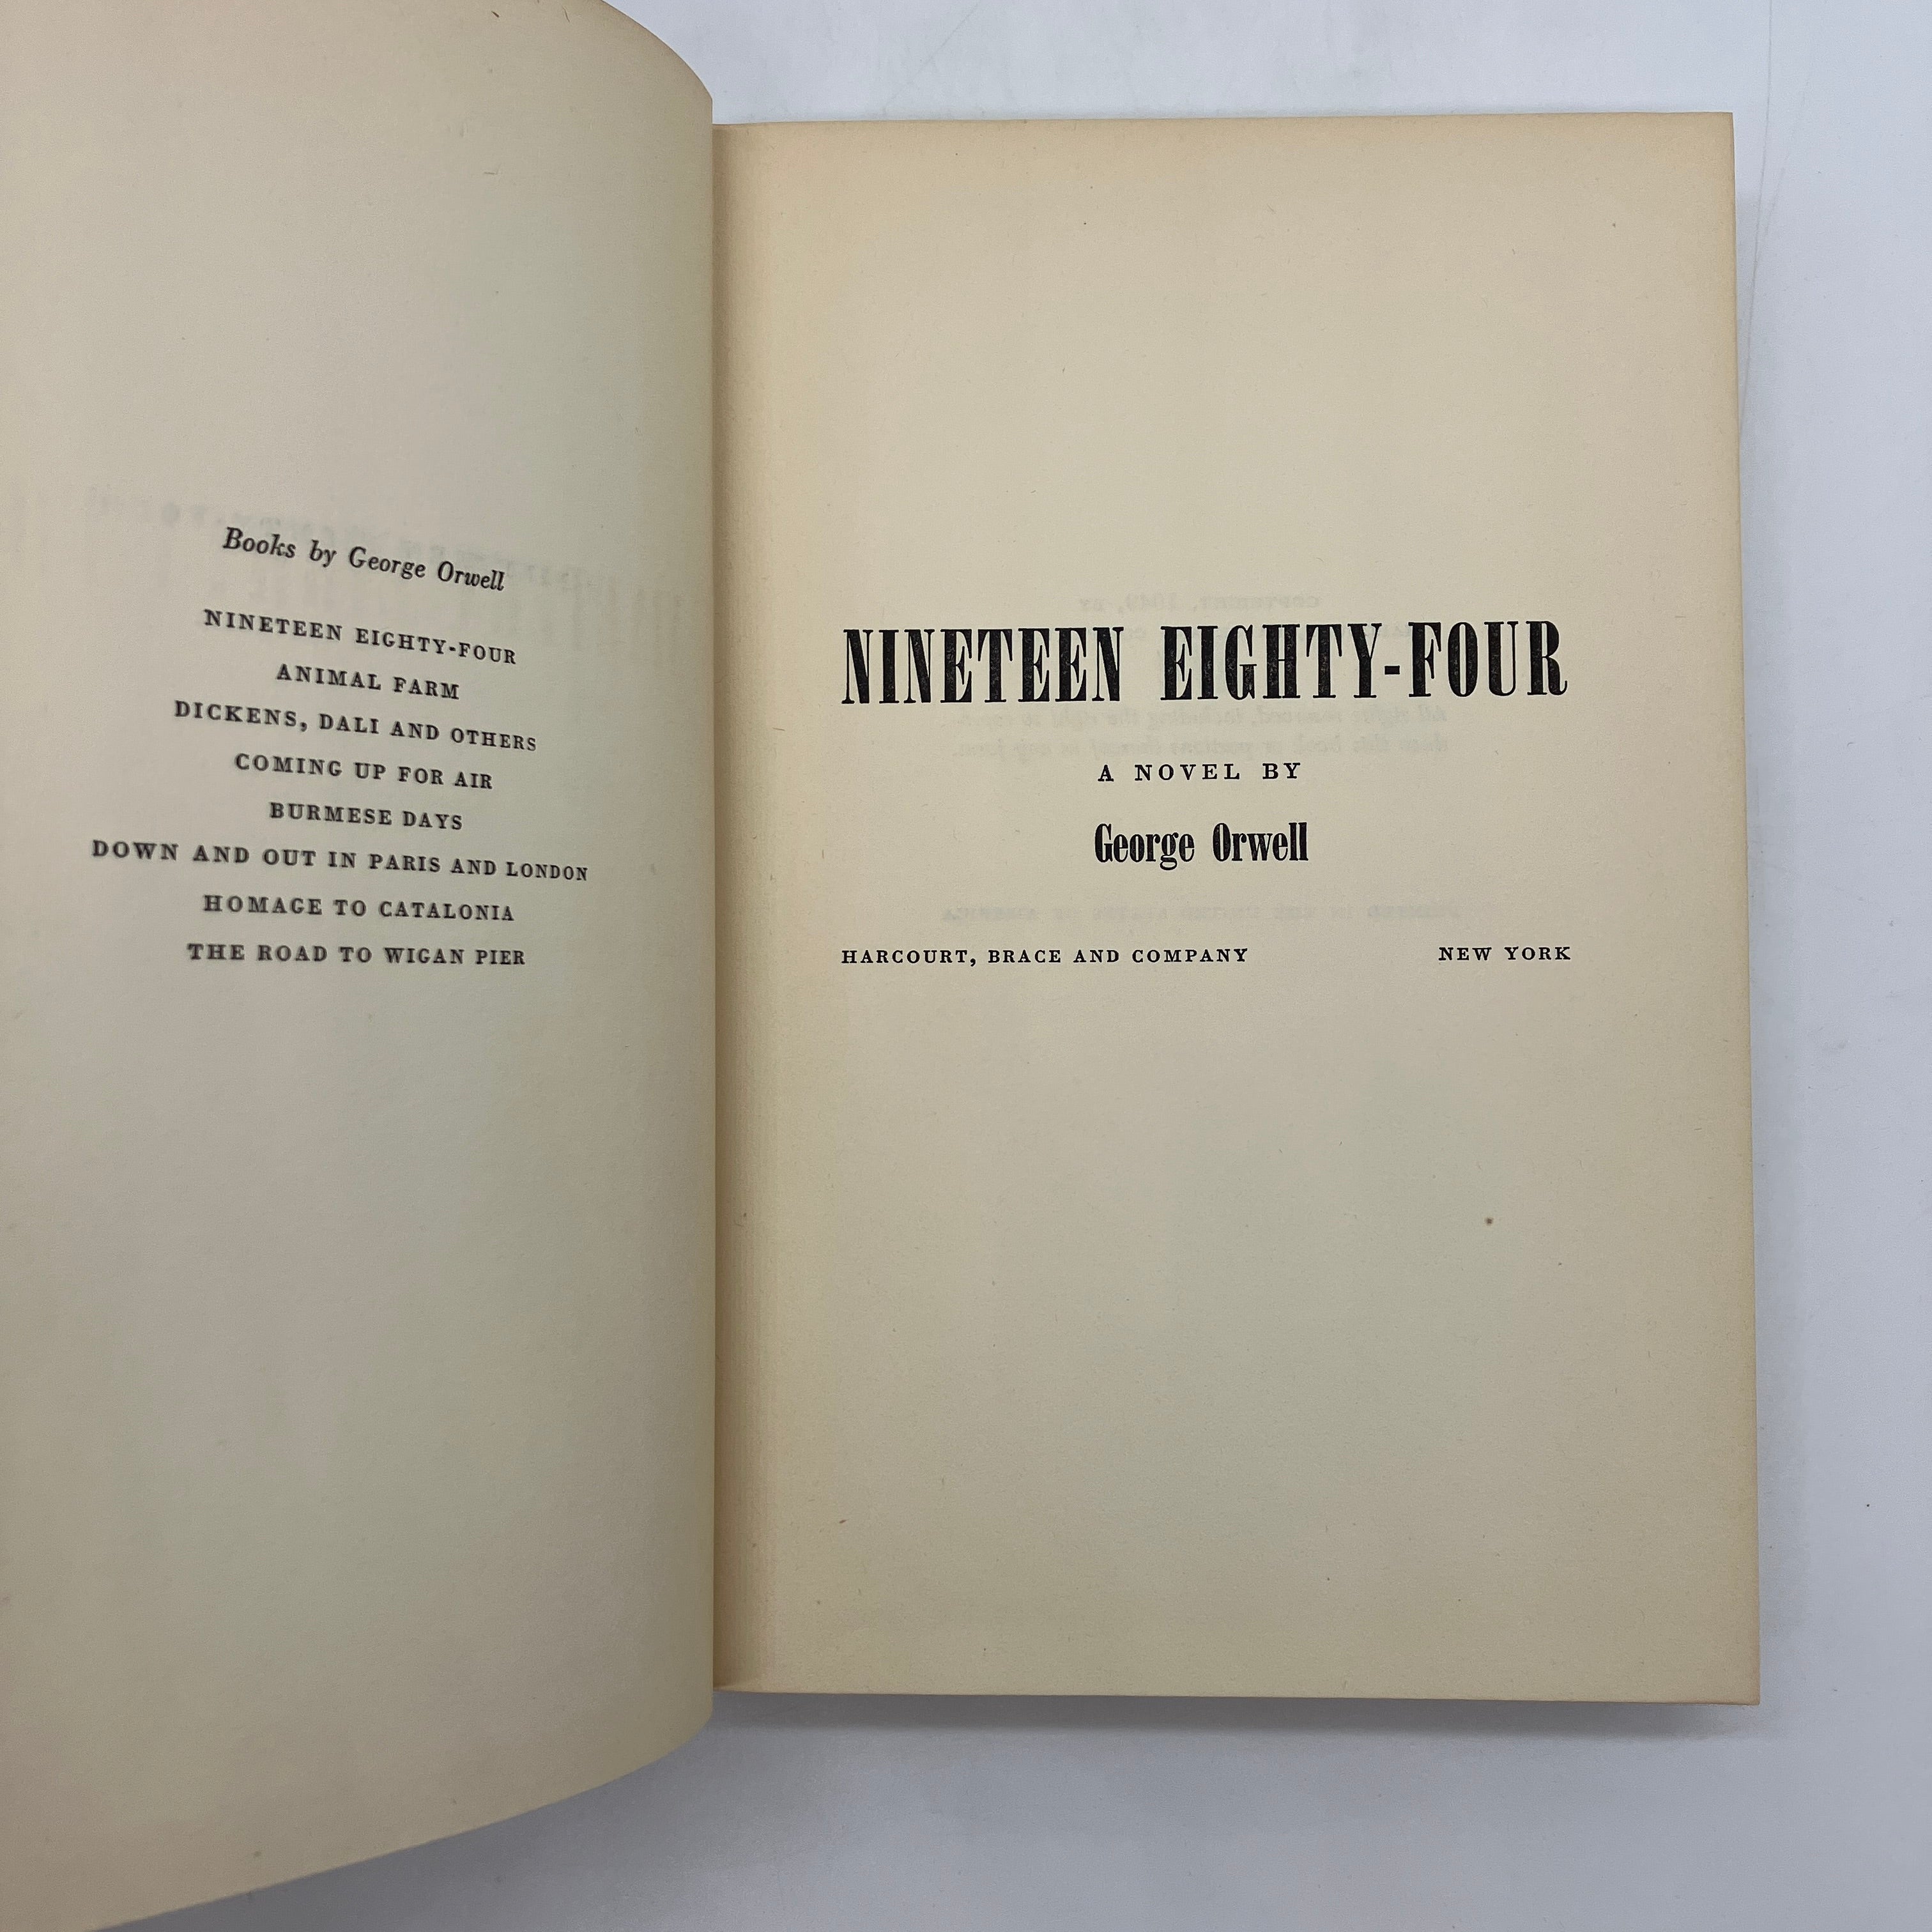 Books by George Orwell
NINETEEN EIGHTY-FOUR
ANIMAL FARM
DICKENS, DALI AND OTHERS
COMING UP FOR AIR
BURMESE DAYS
DOWN AND OUT IN PARIS AND LONDON
HOMAGE TO CATALONIA
THE ROAD TO WIGAN PIER
NINETEEN EIGHTY-FOUR
A NOVEL BY
George Orwell
HARCOURT, BRACE AND COMPANY NEW YORK